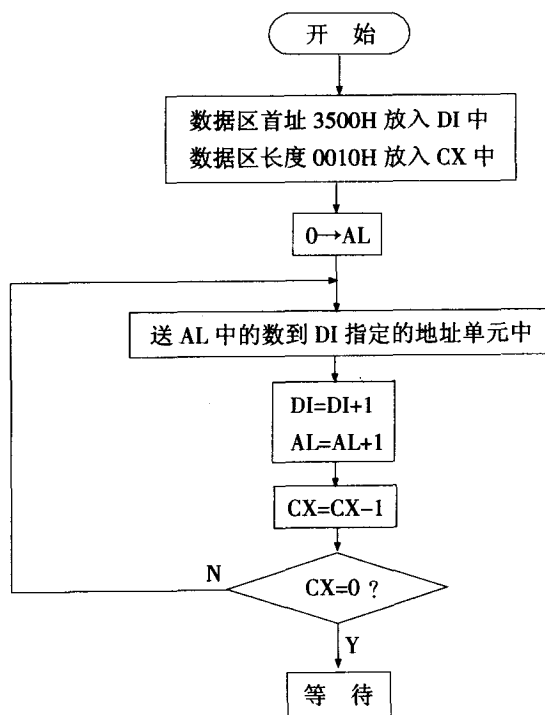 开 始
数据区首址 3500H 放入 DI 中
数据区长度 0010H 放入 CX 中
0→AL
送 AL 中的数到 DI 指定的地址单元中
DI=DI+1
AL=AL+1
CX=CX-1
N
CX=0 ?
Y
等 待